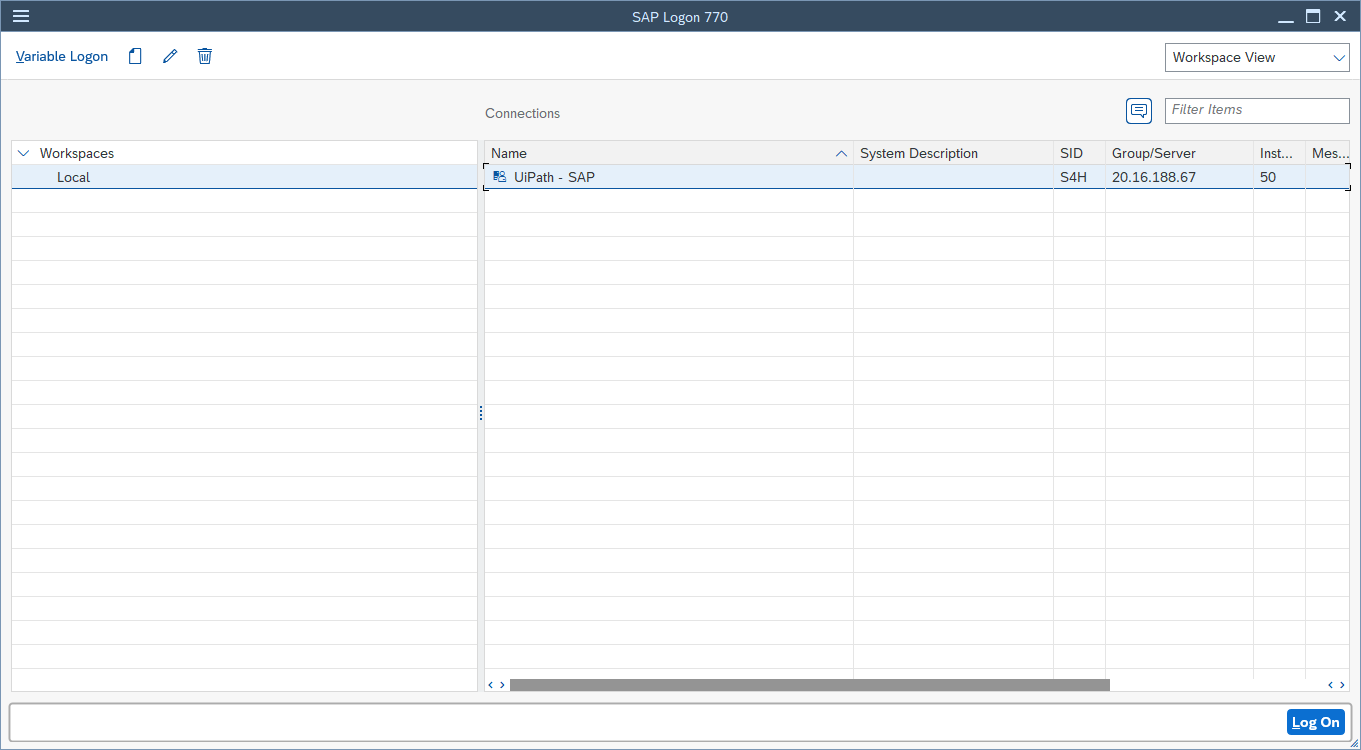 SAP Logon 770
Variable Logon
Workspace View
Connections
Filter Items
Workspaces
Local
Name System Description SID Group/Server Inst... Mes...
UiPath - SAP S4H 20.16.188.67 50
Log On